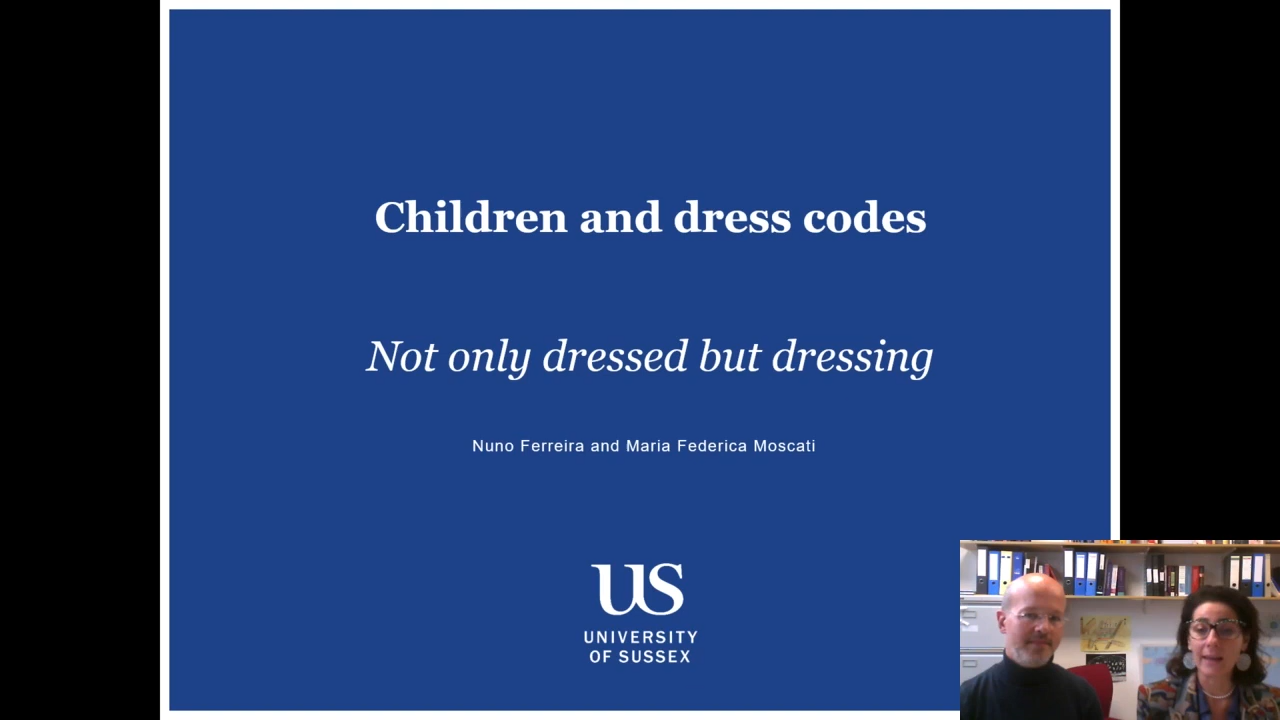 Children and dress codes
Not only dressed but dressing
Nuno Ferreira and Maria Federica Moscati
US
UNIVERSITY
OF SUSSEX